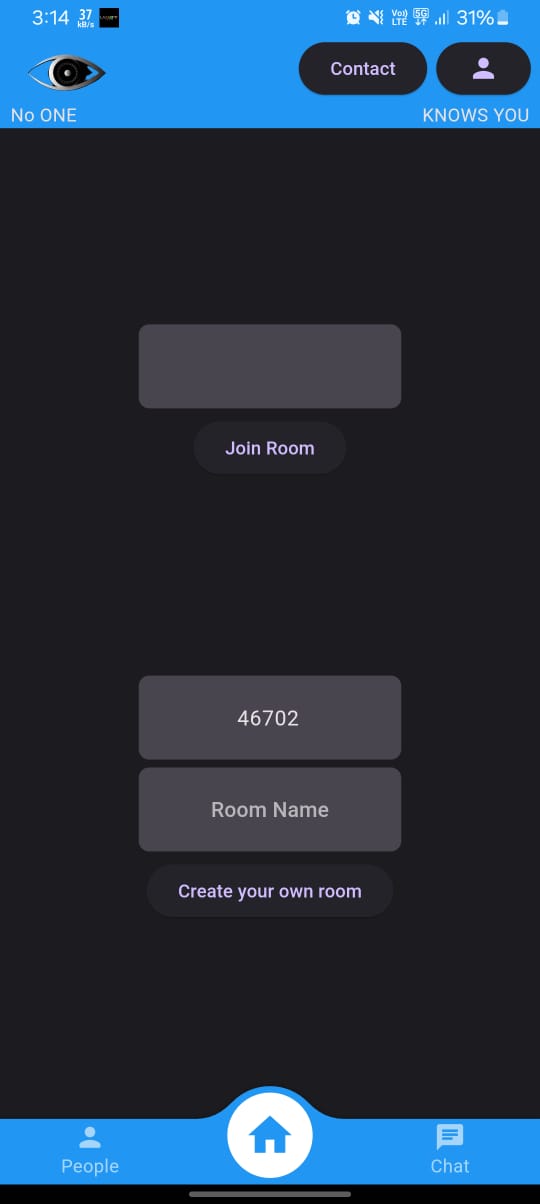 3:14 37 kB/s Vo)) LTE 5G 31%
Contact
No ONE KNOWS YOU
Join Room
46702
Room Name
Create your own room
People Chat